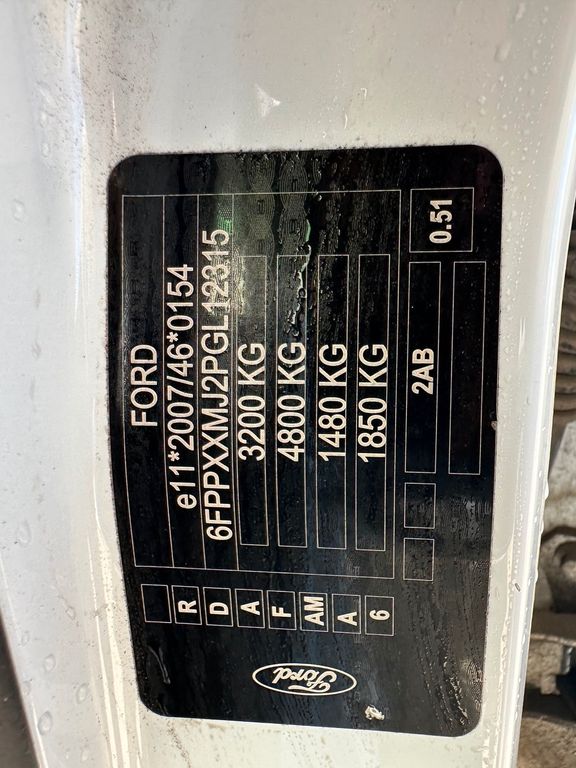 FORD
e11*2007/46*0154
6FPPXXMJ2PGL12315
3200 KG
4800 KG
1480 KG
1850 KG
2AB
0.51
R
D
A
F
AM
A
6
Ford